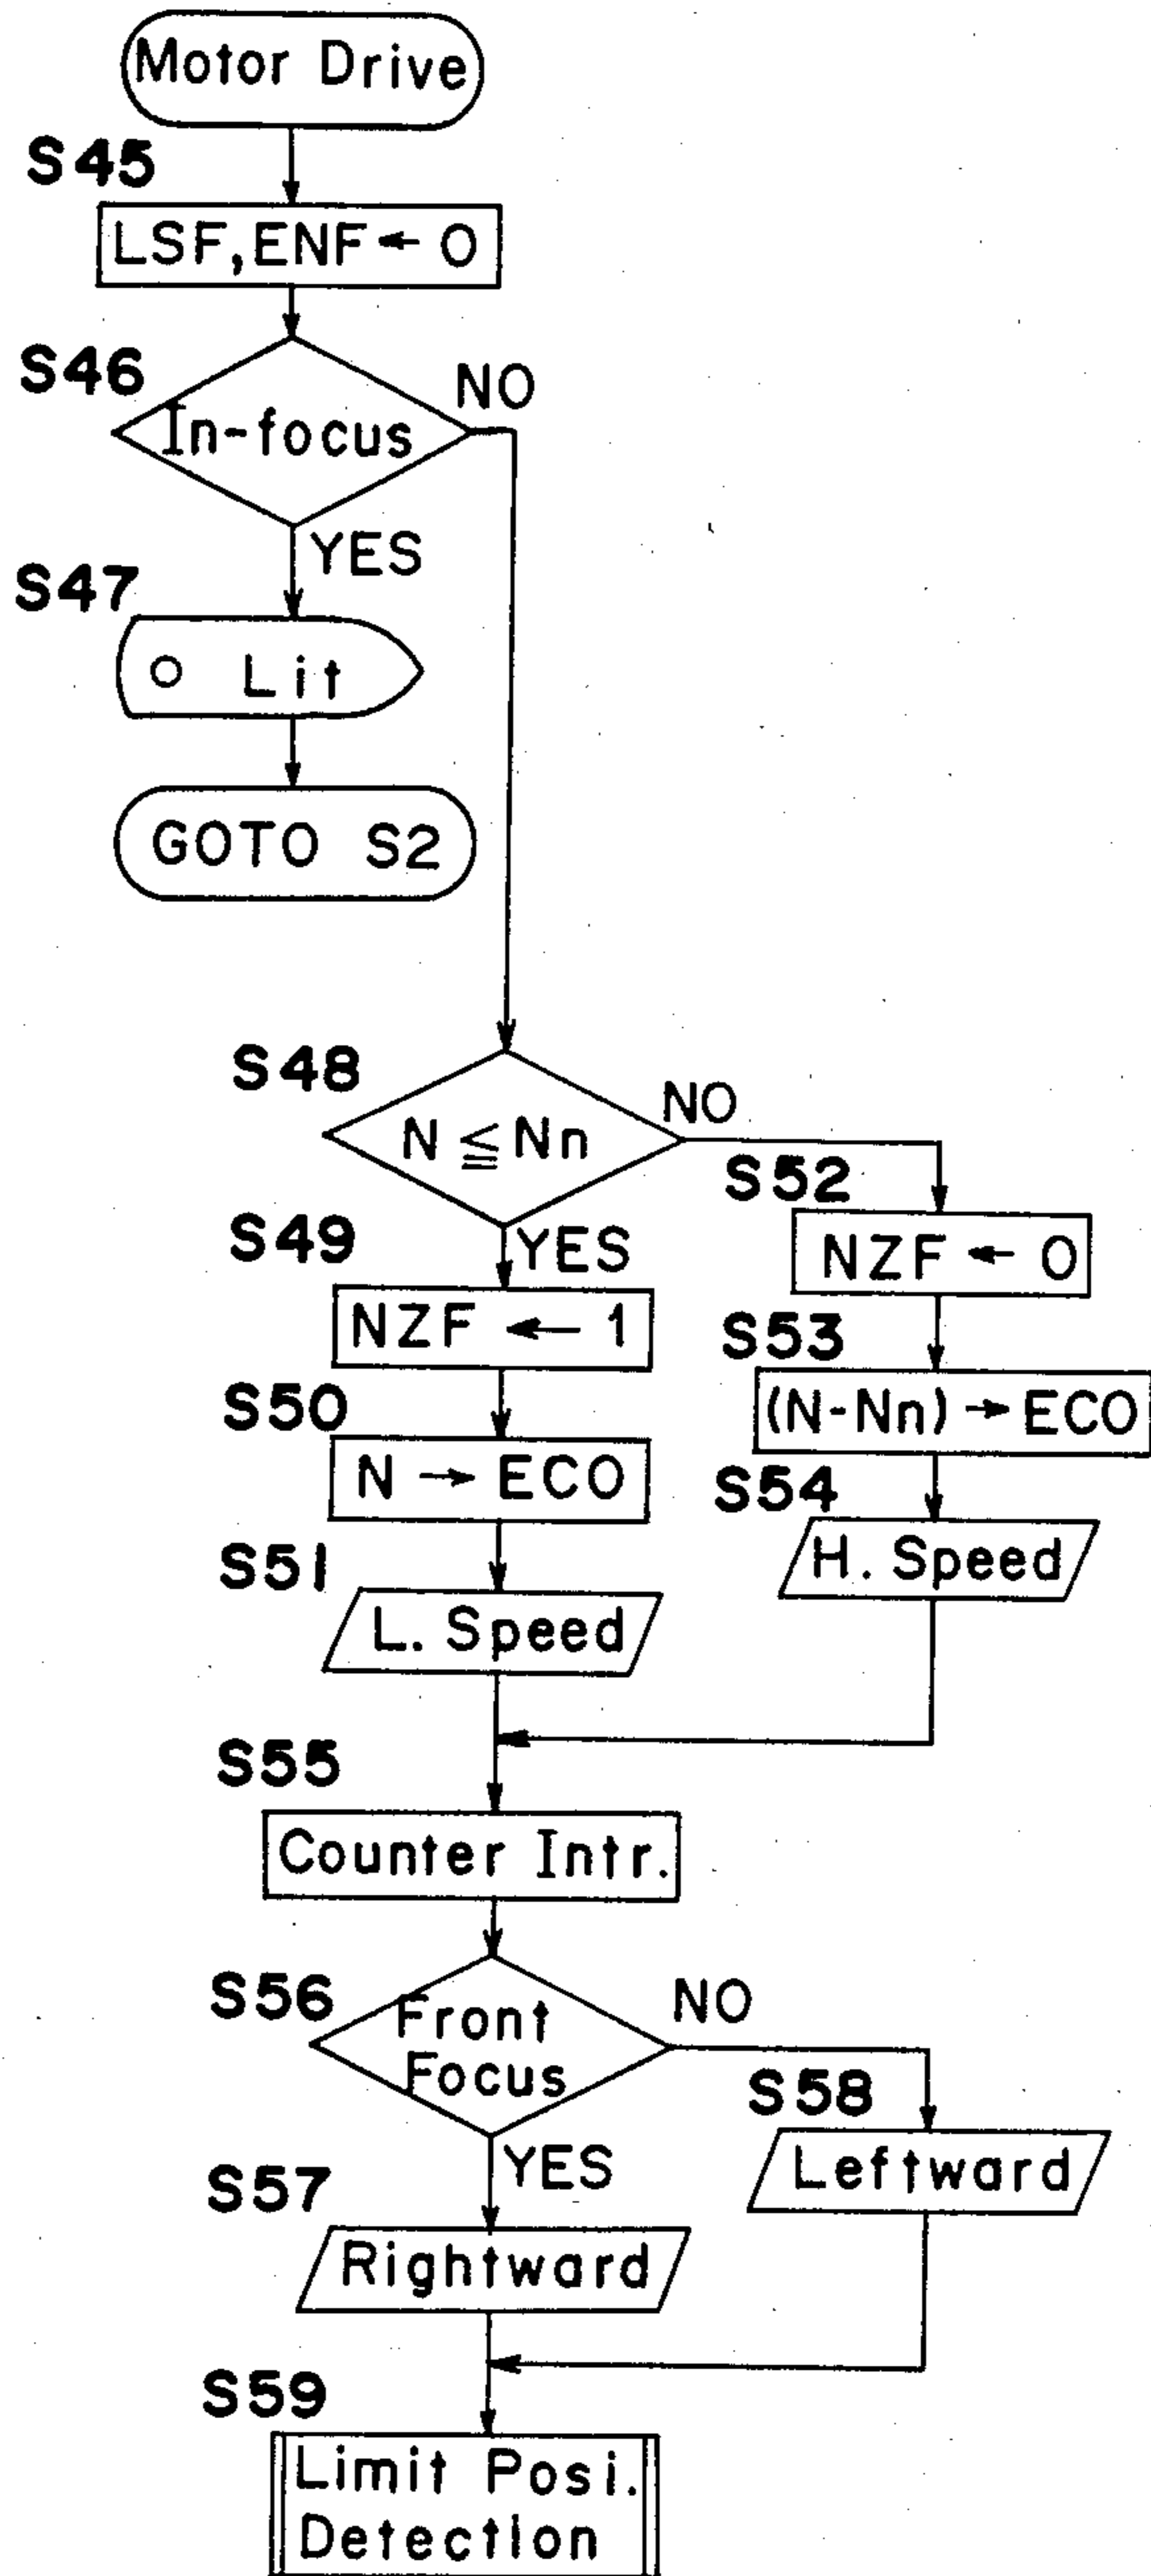 Motor Drive
S45
LSF, ENF ← 0
S46
In-focus
NO
YES
S47
○ Lit
GOTO S2
S48
N ≦ Nn
NO
S52
NZF ← 0
S49
YES
NZF ← 1
S53
(N-Nn) → ECO
S50
N → ECO
S54
H. Speed
S51
L. Speed
S55
Counter Intr.
S56
Front
Focus
NO
S58
Leftward
YES
S57
Rightward
S59
Limit Posi.
Detection